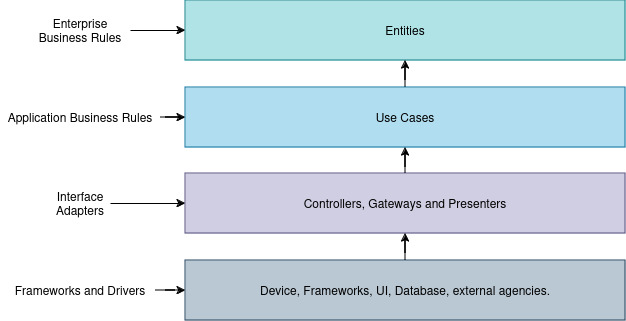 Enterprise
Business Rules
Entities
Application Business Rules
Use Cases
Interface
Adapters
Controllers, Gateways and Presenters
Frameworks and Drivers
Device, Frameworks, UI, Database, external agencies.